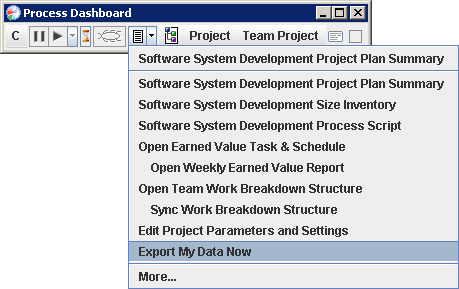 Process Dashboard
C Project Team Project
Software System Development Project Plan Summary
Software System Development Project Plan Summary
Software System Development Size Inventory
Software System Development Process Script
Open Earned Value Task & Schedule
Open Weekly Earned Value Report
Open Team Work Breakdown Structure
Sync Work Breakdown Structure
Edit Project Parameters and Settings
Export My Data Now
More...